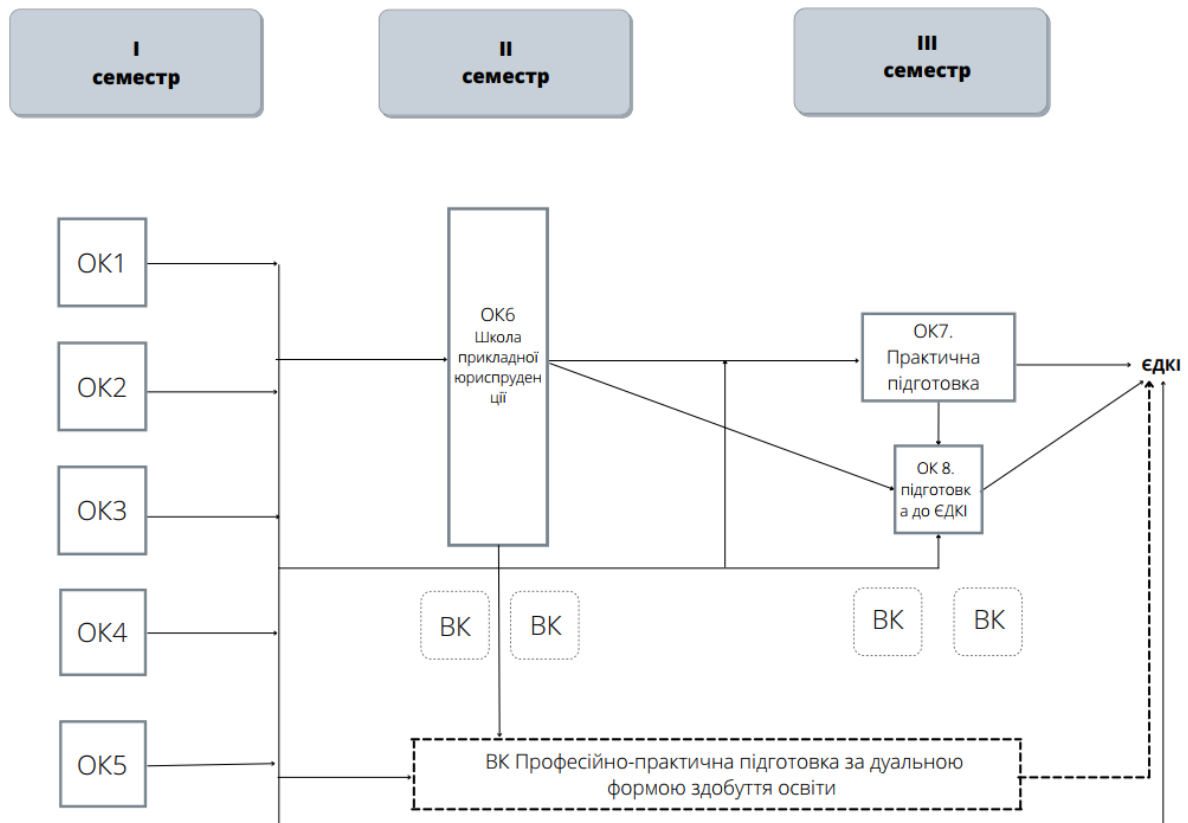 I
семестр
II
семестр
III
семестр
ОК1
ОК2
ОК3
ОК4
ОК5
ОК6
Школа
прикладної
юриспруден
ції
ВК
ВК
ОК7.
Практична
підготовка
ОК 8.
підготовк
а до ЄДКІ
ВК
ВК
ЄДКІ
ВК Професійно-практична підготовка за дуальною
формою здобуття освіти